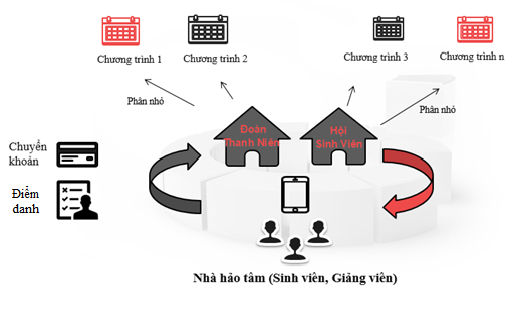 Chương trình 1
Chương trình 2
Chương trình 3
Chương trình n
Phân nhỏ
Phân nhỏ
Đoàn
Thanh Niên
Hội
Sinh Viên
Chuyển
khoản
Điểm
danh
Nhà hảo tâm (Sinh viên, Giảng viên)